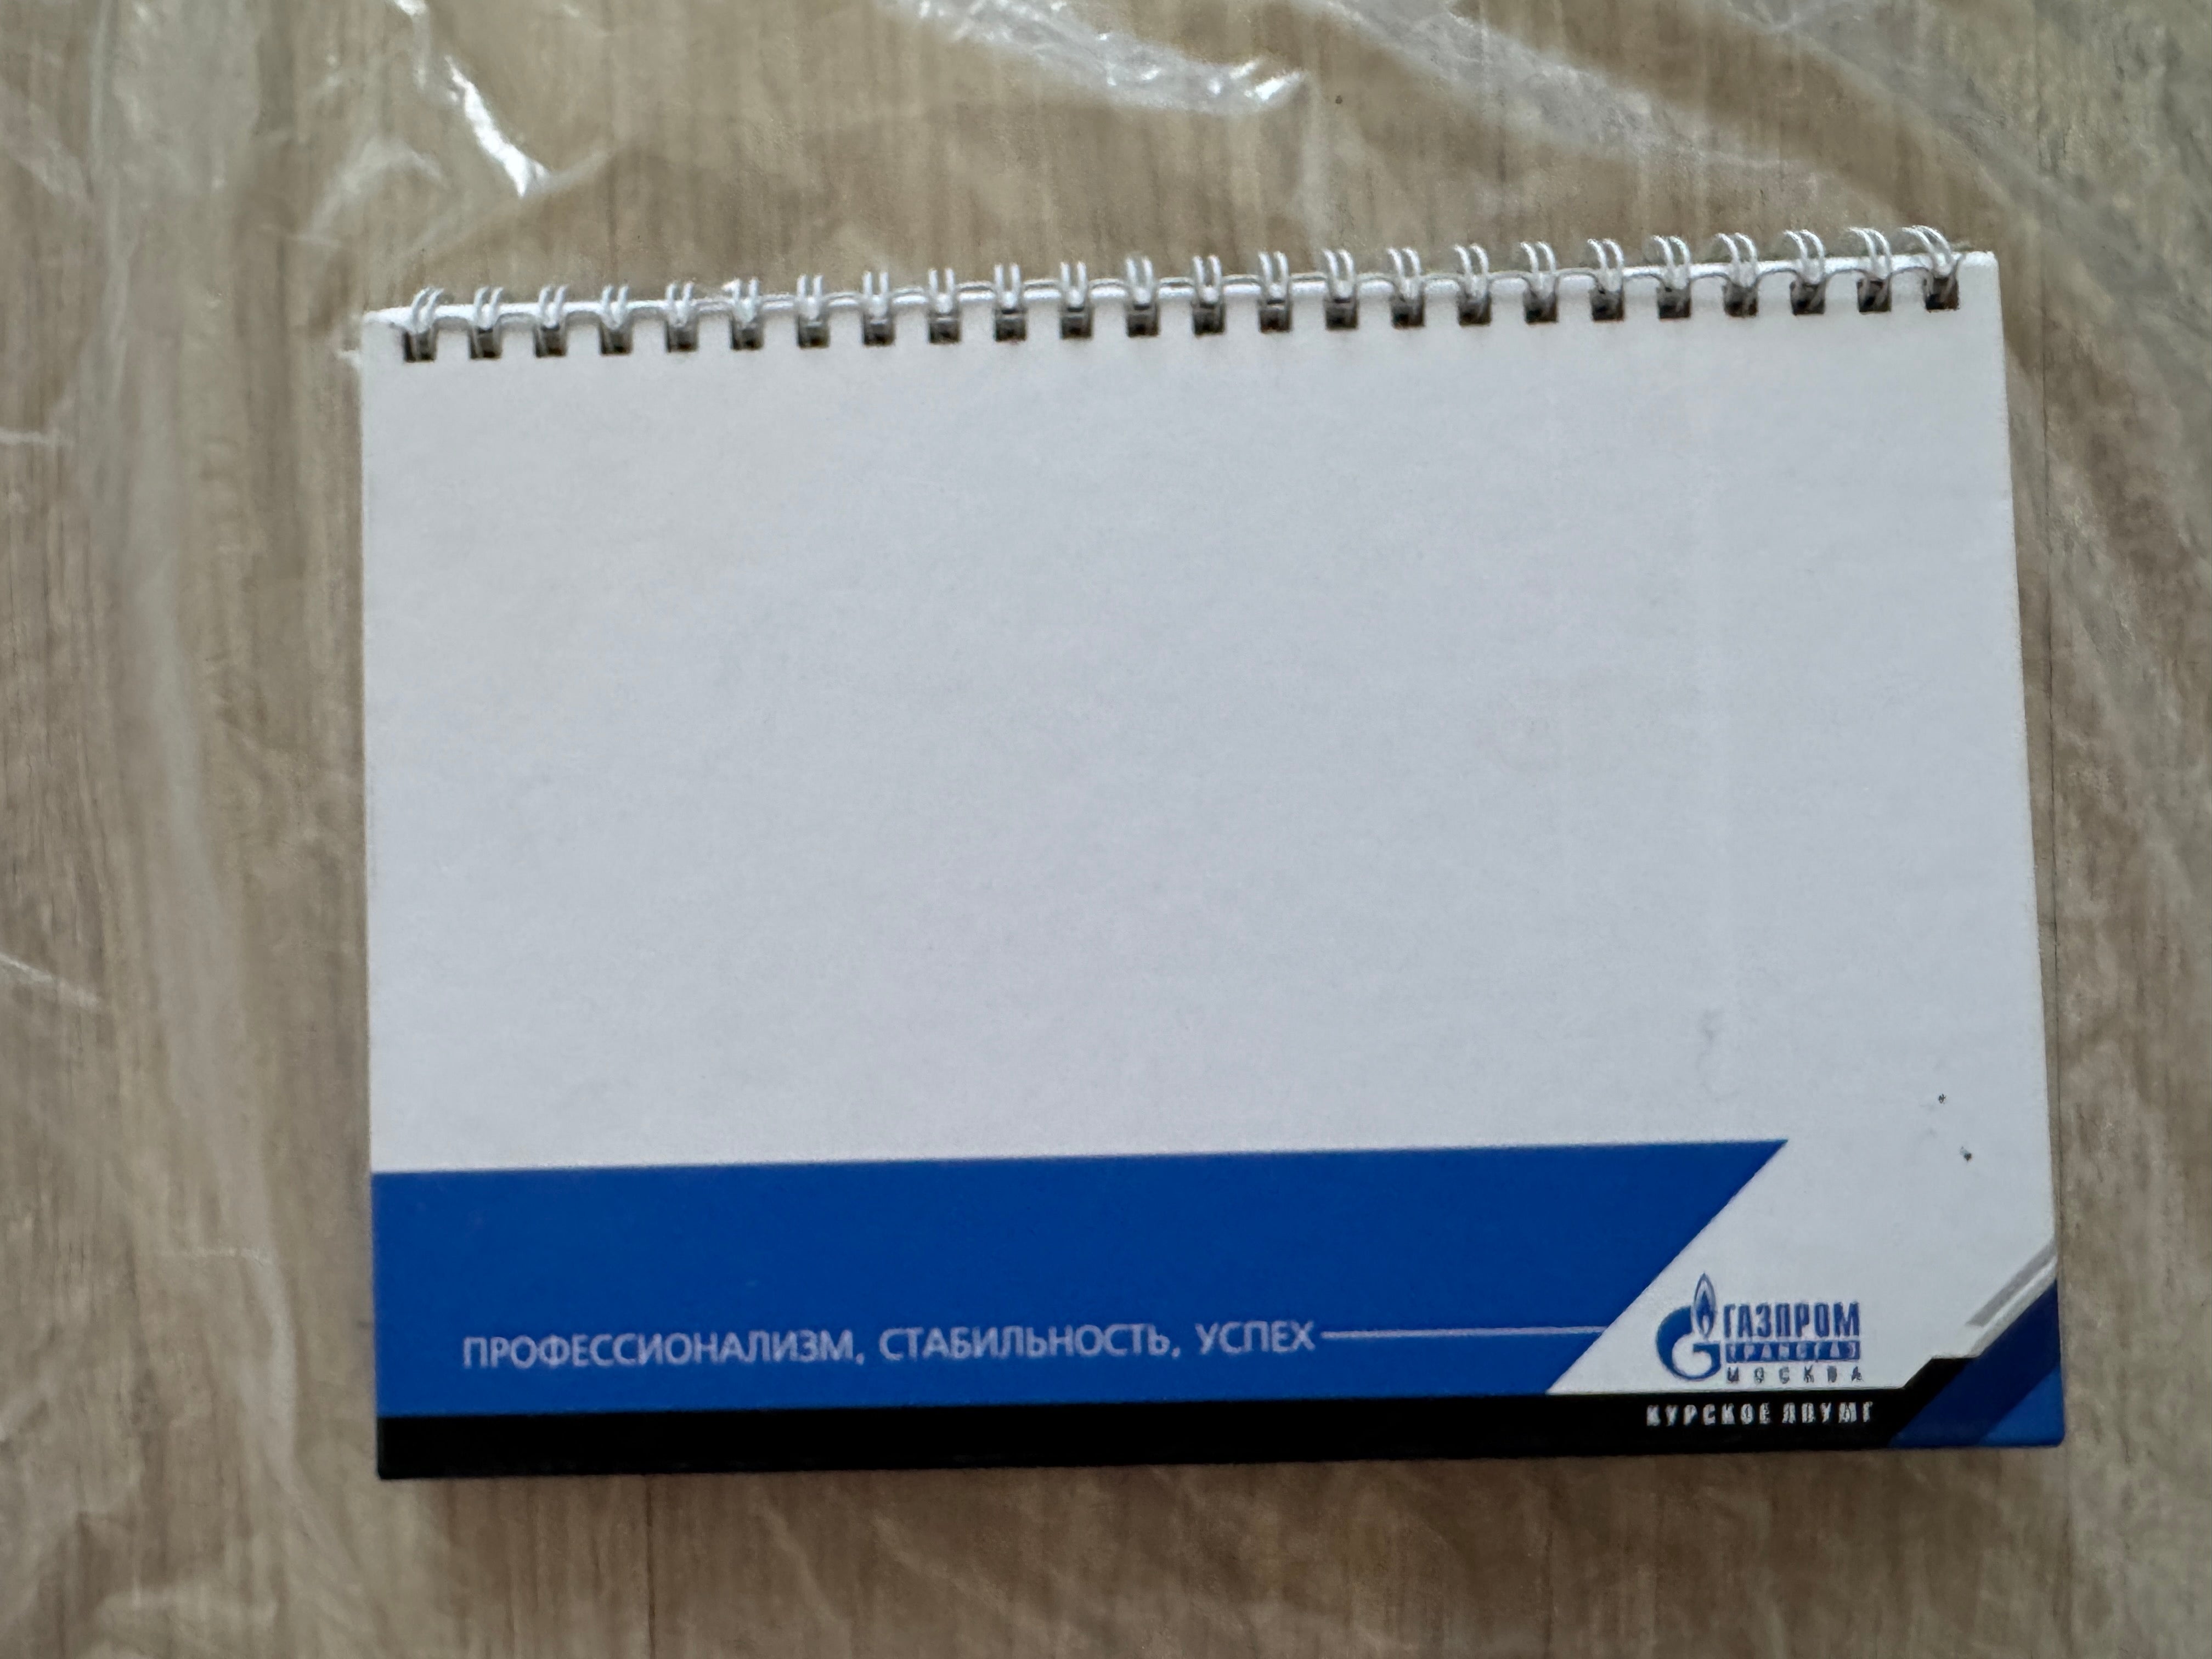 ПРОФЕССИОНАЛИЗМ, СТАБИЛЬНОСТЬ, УСПЕХ
ГАЗПРОМ
ТРАНСГАЗ
МОСКВА
КУРСКОЕ ЛПУМГ